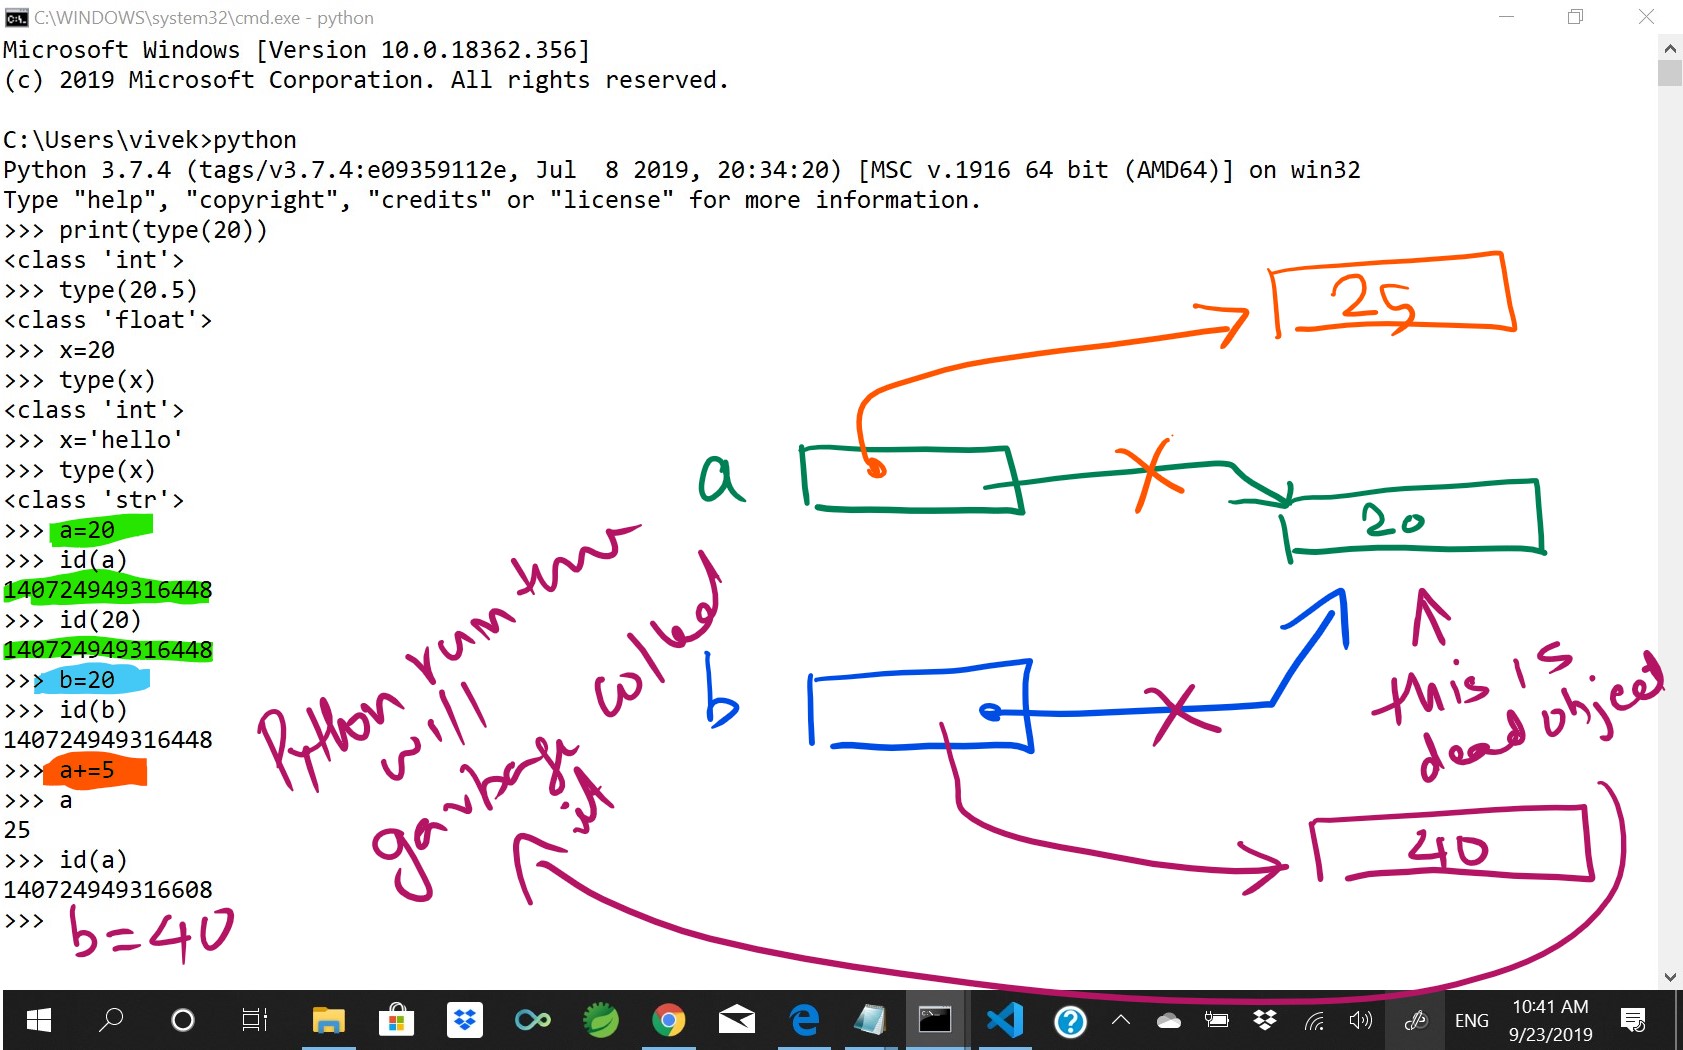 C:\WINDOWS\system32\cmd.exe - python
Microsoft Windows [Version 10.0.18362.356]
(c) 2019 Microsoft Corporation. All rights reserved.
C:\Users\vivek>python
Python 3.7.4 (tags/v3.7.4:e09359112e, Jul  8 2019, 20:34:20) [MSC v.1916 64 bit (AMD64)] on win32
Type "help", "copyright", "credits" or "license" for more information.
>>> print(type(20))
<class 'int'>
>>> type(20.5)
<class 'float'>
>>> x=20
>>> type(x)
<class 'int'>
>>> x='hello'
>>> type(x)
<class 'str'>
>>> a=20
>>> id(a)
140724949316448
>>> id(20)
140724949316448
>>> b=20
>>> id(b)
140724949316448
>>> a+=5
>>> a
25
>>> id(a)
140724949316608
>>>
b=40
25
a
20
b
40
this is
dead object
Python run time
will
garbage
it
ENG
10:41 AM
9/23/2019